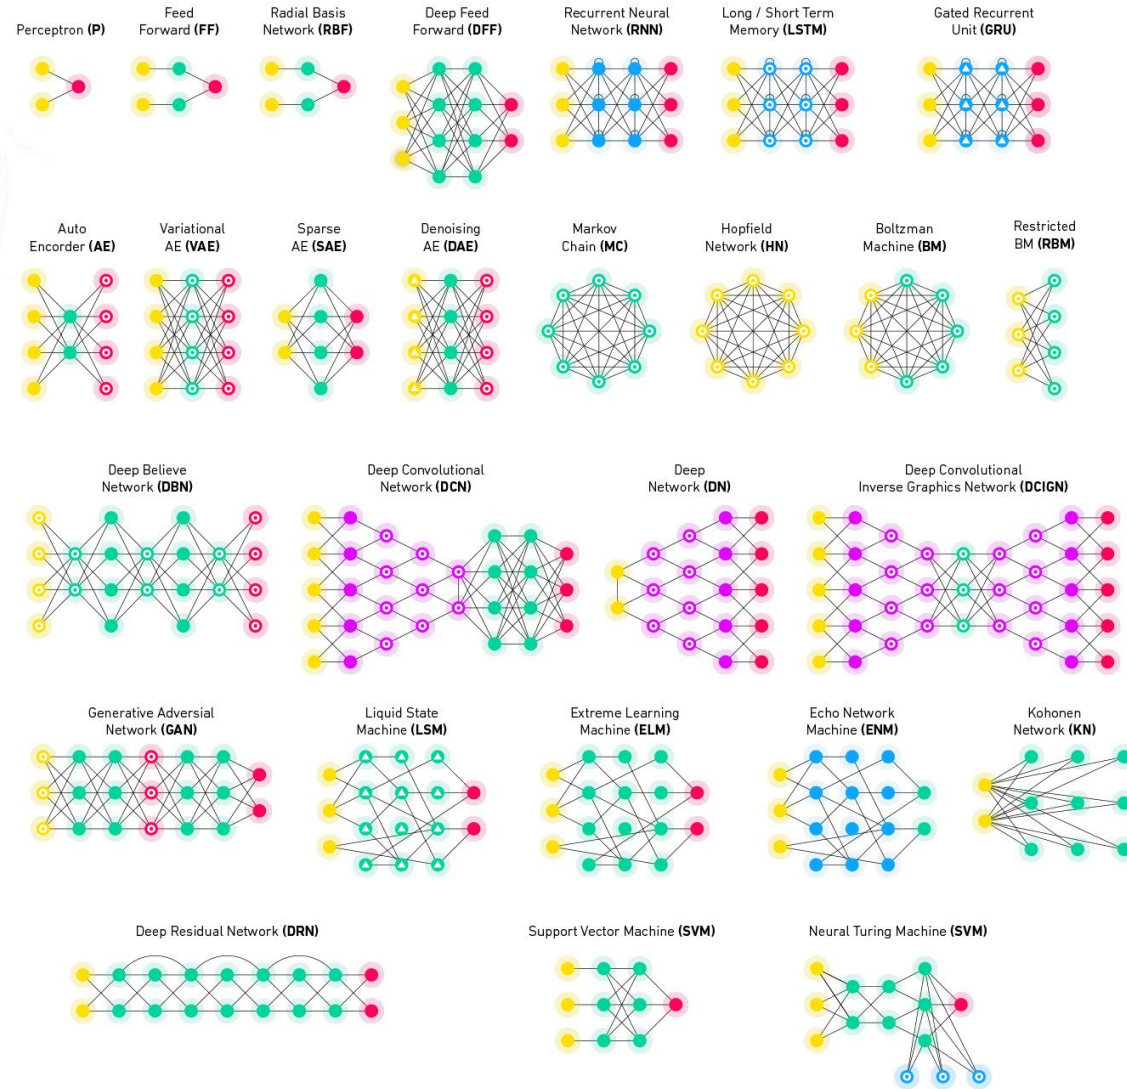 Perceptron (P)
Feed
Forward (FF)
Radial Basis
Network (RBF)
Deep Feed
Forward (DFF)
Recurrent Neural
Network (RNN)
Long / Short Term
Memory (LSTM)
Gated Recurrent
Unit (GRU)
Auto
Encorder (AE)
Variational
AE (VAE)
Sparse
AE (SAE)
Denoising
AE (DAE)
Markov
Chain (MC)
Hopfield
Network (HN)
Boltzman
Machine (BM)
Restricted
BM (RBM)
Deep Believe
Network (DBN)
Deep Convolutional
Network (DCN)
Deep
Network (DN)
Deep Convolutional
Inverse Graphics Network (DCIGN)
Generative Adversial
Network (GAN)
Liquid State
Machine (LSM)
Extreme Learning
Machine (ELM)
Echo Network
Machine (ENM)
Kohonen
Network (KN)
Deep Residual Network (DRN)
Support Vector Machine (SVM)
Neural Turing Machine (SVM)